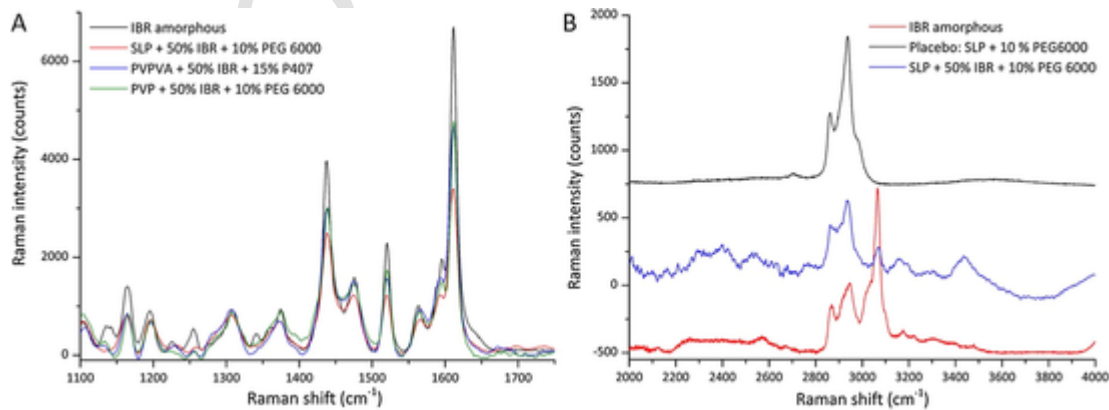 A
IBR amorphous
SLP + 50% IBR + 10% PEG 6000
PVPVA + 50% IBR + 15% P407
PVP + 50% IBR + 10% PEG 6000
6000
4000
2000
0
Raman intensity (counts)
1100 1200 1300 1400 1500 1600 1700
Raman shift (cm⁻¹)
B
IBR amorphous
Placebo: SLP + 10 % PEG6000
SLP + 50% IBR + 10% PEG 6000
2000
1750
500
250
0
-500
Raman intensity (counts)
2000 2200 2400 2600 2800 3000 3200 3400 3600 3800 4000
Raman shift (cm⁻¹)